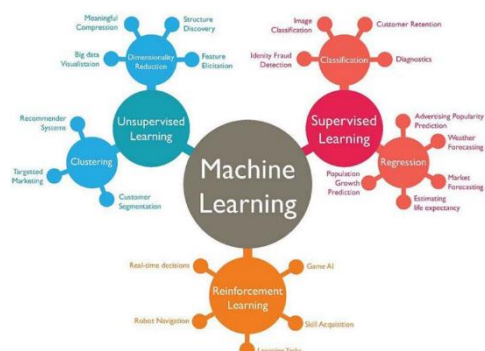 Meaningful
Compression
Structure
Discovery
Big data
Visualistaion
Dimensionality
Reduction
Feature
Elicitation
Recommender
Systems
Unsupervised
Learning
Clustering
Targetted
Marketing
Customer
Segmentation
Machine
Learning
Image
Classification
Customer Retention
Idenity Fraud
Detection
Classification
Diagnostics
Supervised
Learning
Advertising Popularity
Prediction
Weather
Forecasting
Regression
Population
Growth
Prediction
Market
Forecasting
Estimating
life expectancy
Real-time decisions
Game AI
Reinforcement
Learning
Robot Navigation
Skill Acquisition
Learning Tasks